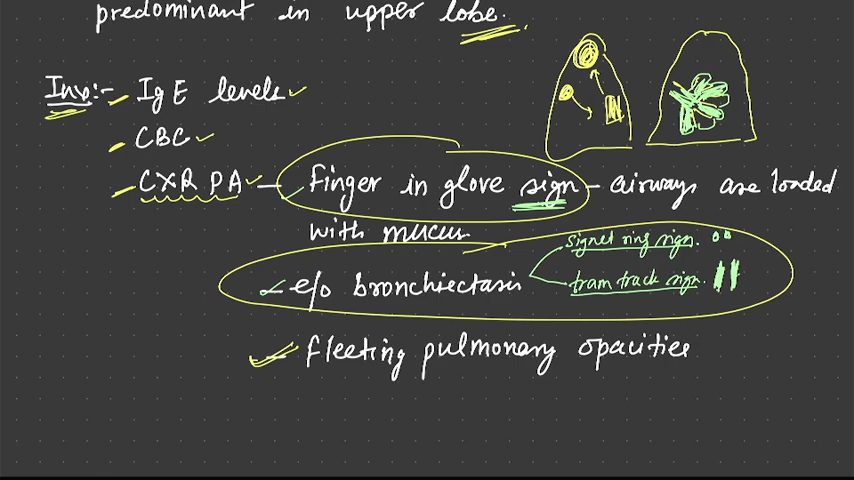 predominant in upper lobe.
Inv:- IgE levels
CBC
CXR PA - finger in glove sign - airways are loaded
with mucus
e/o bronchiectasis
signet ring sign.
tram track sign.
fleeting pulmonary opacities